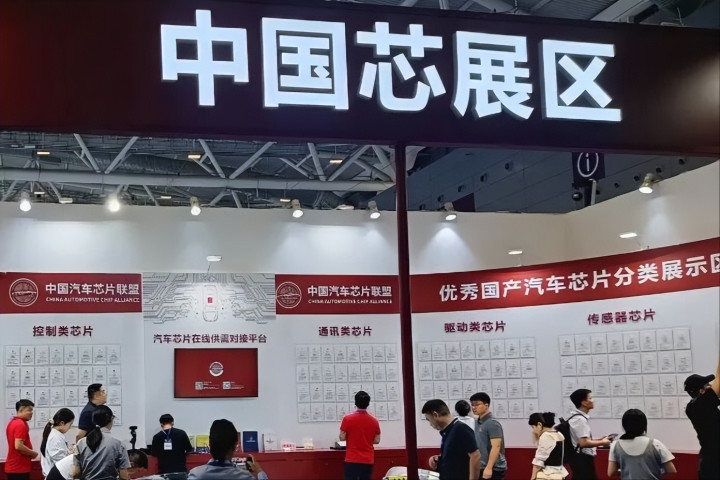 中国芯展区
中国汽车芯片联盟
CHINA AUTOMOTIVE CHIP ALLIANCE
中国汽车芯片联盟
CHINA AUTOMOTIVE CHIP ALLIANCE
优秀国产汽车芯片分类展示区
控制类芯片
汽车芯片在线供需对接平台
通讯类芯片
驱动类芯片
传感器芯片